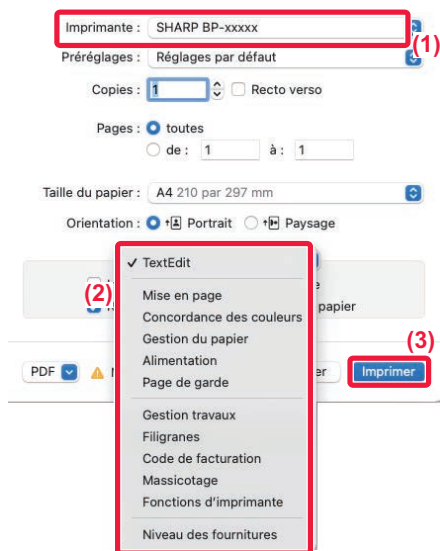 Imprimante : SHARP BP-xxxxx
(1)
Préréglages : Réglages par défaut
Copies : 1 Recto verso
Pages : toutes
de : 1 à : 1
Taille du papier : A4 210 par 297 mm
Orientation : Portrait Paysage
✓ TextEdit
(2)
Mise en page
papier
Concordance des couleurs
Gestion du papier
(3)
Alimentation
PDF Imprimer
Page de garde
Gestion travaux
Filigranes
Code de facturation
Massicotage
Fonctions d'imprimante
Niveau des fournitures